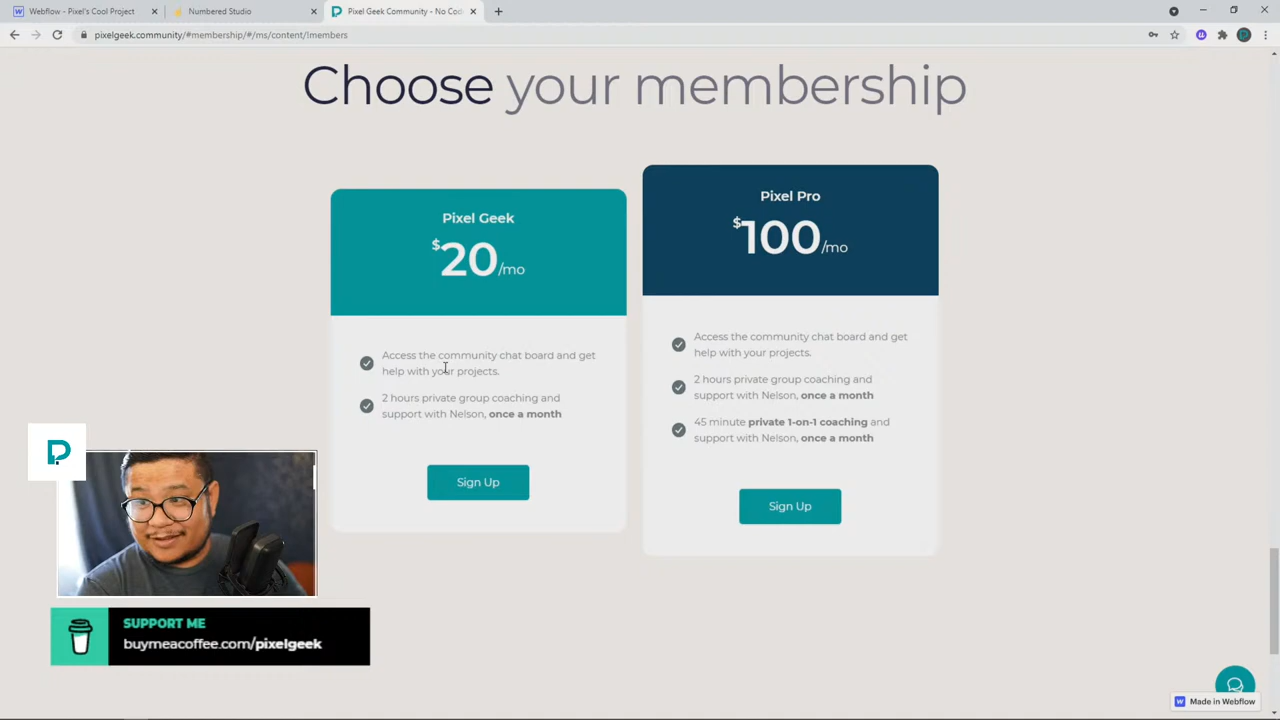 Webflow - Pixel's Cool Project
Numbered Studio
Pixel Geek Community - No Cod
pixelgeek.community/#membership/#/ms/content/!members
Choose your membership
Pixel Geek
$20/mo
Access the community chat board and get
help with your projects.
2 hours private group coaching and
support with Nelson, once a month
Sign Up
Pixel Pro
$100/mo
Access the community chat board and get
help with your projects.
2 hours private group coaching and
support with Nelson, once a month
45 minute private 1-on-1 coaching and
support with Nelson, once a month
Sign Up
SUPPORT ME
buymeacoffee.com/pixelgeek
Made in Webflow